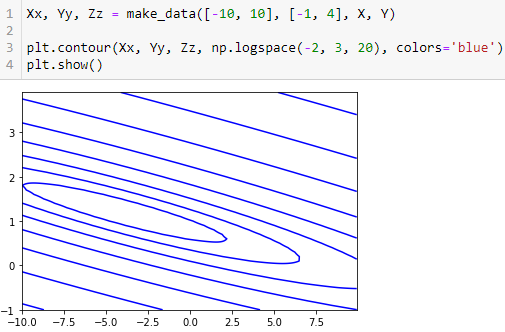 1 Xx, Yy, Zz = make_data([-10, 10], [-1, 4], X, Y)
2
3 plt.contour(Xx, Yy, Zz, np.logspace(-2, 3, 20), colors='blue')
4 plt.show()
3
2
1
0
−1
−10.0 −7.5 −5.0 −2.5 0.0 2.5 5.0 7.5